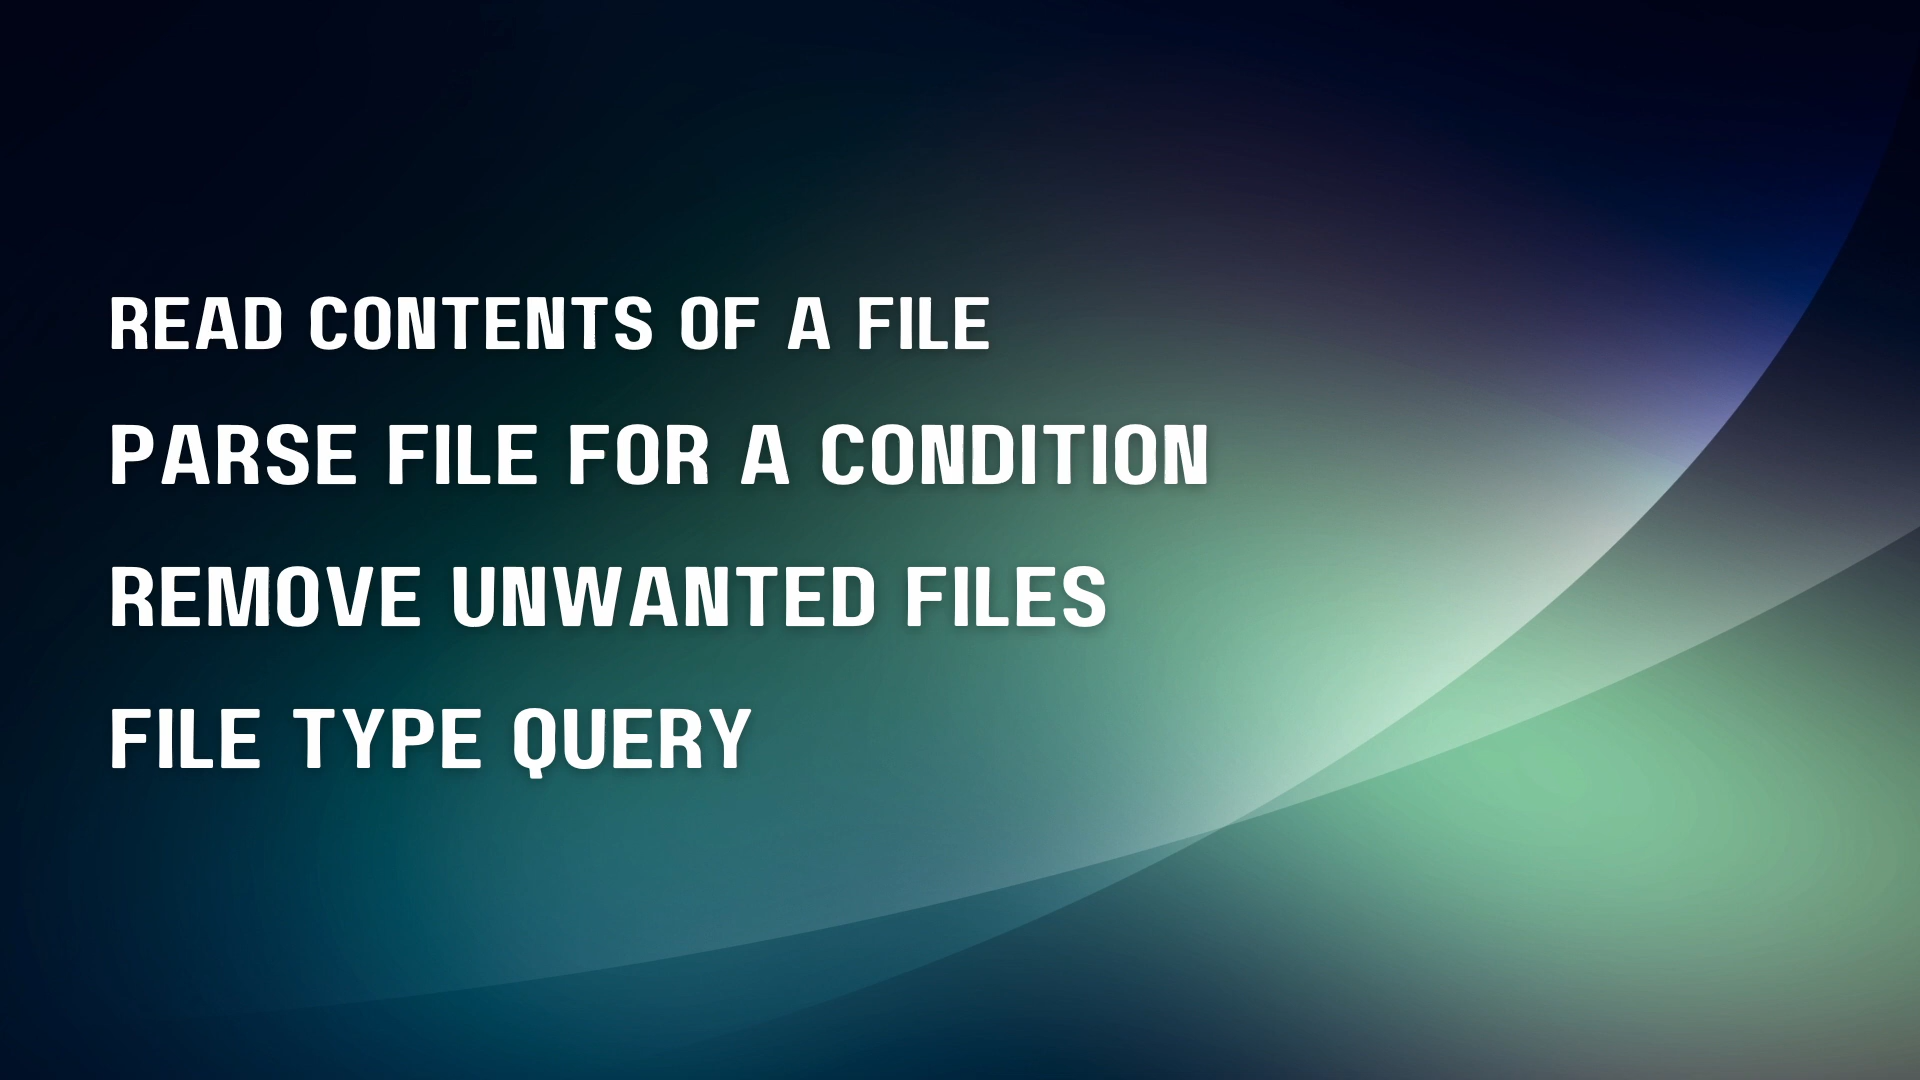 READ CONTENTS OF A FILE
PARSE FILE FOR A CONDITION
REMOVE UNWANTED FILES
FILE TYPE QUERY